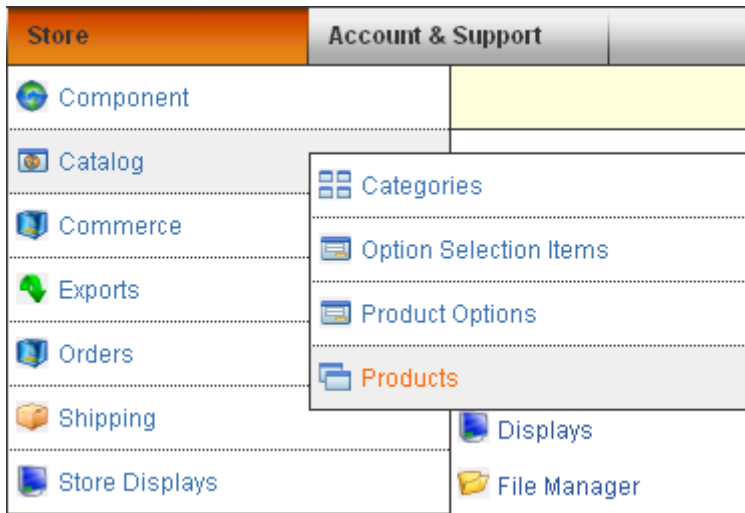 Store
Account & Support
Component
Catalog
Commerce
Exports
Orders
Shipping
Store Displays
Categories
Option Selection Items
Product Options
Products
Displays
File Manager